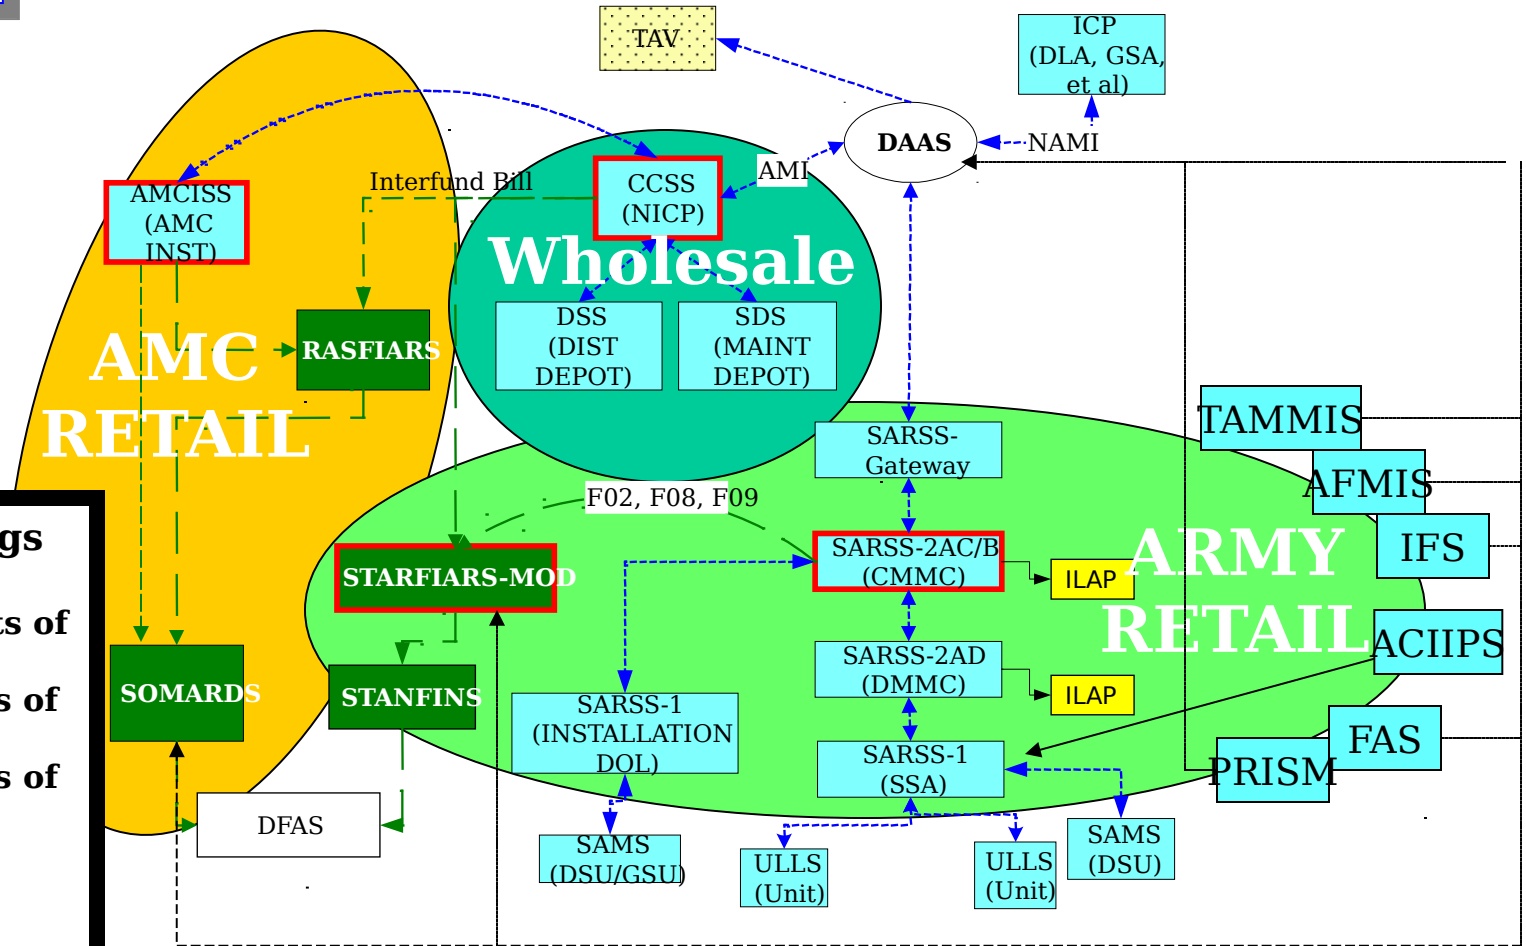 TAV
ICP
(DLA, GSA,
et al)
DAAS
NAMI
AMI
Interfund Bill
AMCISS
(AMC
INST)
CCSS
(NICP)
Wholesale
DSS
(DIST
DEPOT)
SDS
(MAINT
DEPOT)
RASFIARS
AMC
RETAIL
TAMMIS
SARSS-
Gateway
AFMIS
F02, F08, F09
gs
STARFIARS-MOD
SARSS-2AC/B
(CMMC)
ILAP
ARMY
RETAIL
IFS
ts of
ACIIPS
SARSS-2AD
(DMMC)
ILAP
SOMARDS
STANFINS
s of
SARSS-1
(INSTALLATION
DOL)
SARSS-1
(SSA)
FAS
PRISM
s of
DFAS
SAMS
(DSU/GSU)
ULLS
(Unit)
ULLS
(Unit)
SAMS
(DSU)